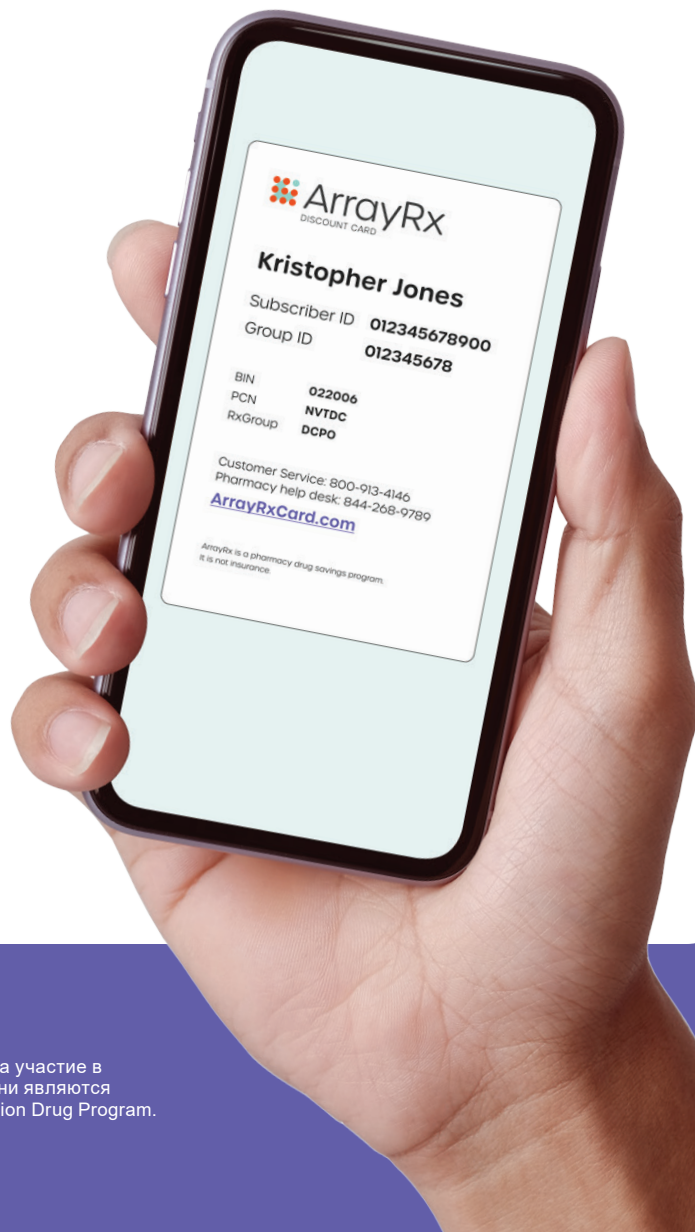 ArrayRx
DISCOUNT CARD
Kristopher Jones
Subscriber ID 012345678900
Group ID 012345678
BIN 022006
PCN NVTDC
RxGroup DCPO
Customer Service: 800-913-4146
Pharmacy help desk: 844-268-9789
ArrayRxCard.com
ArrayRx is a pharmacy drug savings program.
It is not insurance.
а участие в
ни являются
ion Drug Program.